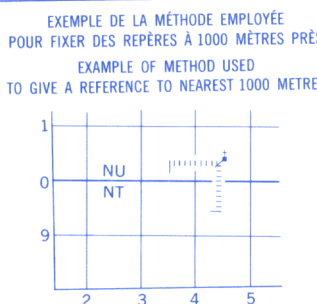 EXEMPLE DE LA MÉTHODE EMPLOYÉE
POUR FIXER DES REPÈRES À 1000 MÈTRES PRÈS
EXAMPLE OF METHOD USED
TO GIVE A REFERENCE TO NEAREST 1000 METRE
1
NU
0
NT
9
2 3 4 5